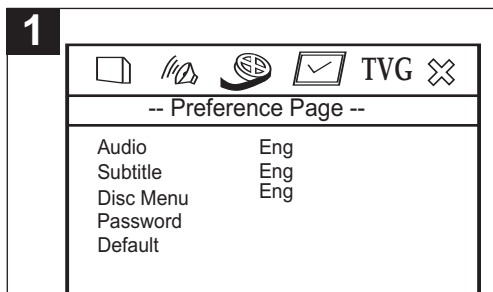 1
TVG
-- Preference Page --
Audio Eng
Subtitle Eng
Disc Menu Eng
Password
Default